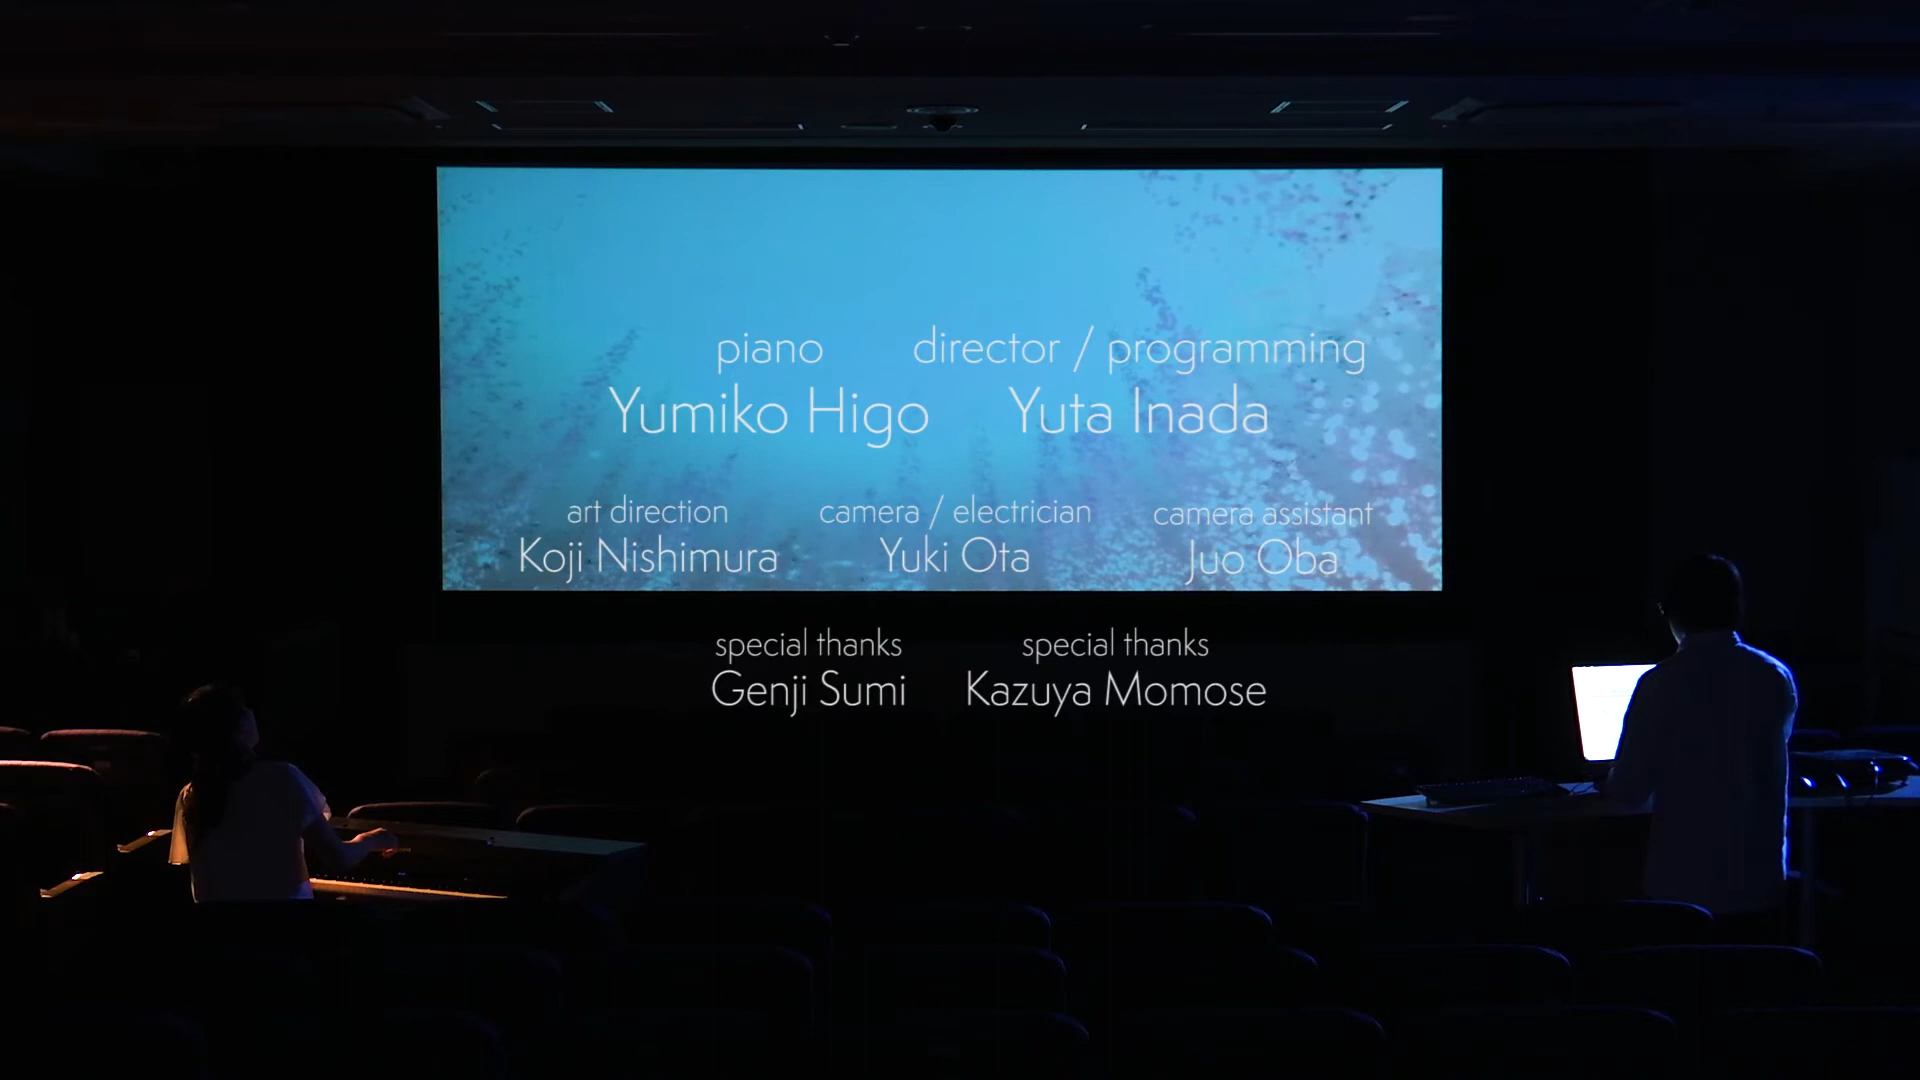 piano
director / programming
Yumiko Higo
Yuta Inada
art direction
camera / electrician
camera assistant
Koji Nishimura
Yuki Ota
Juo Oba
special thanks
special thanks
Genji Sumi
Kazuya Momose